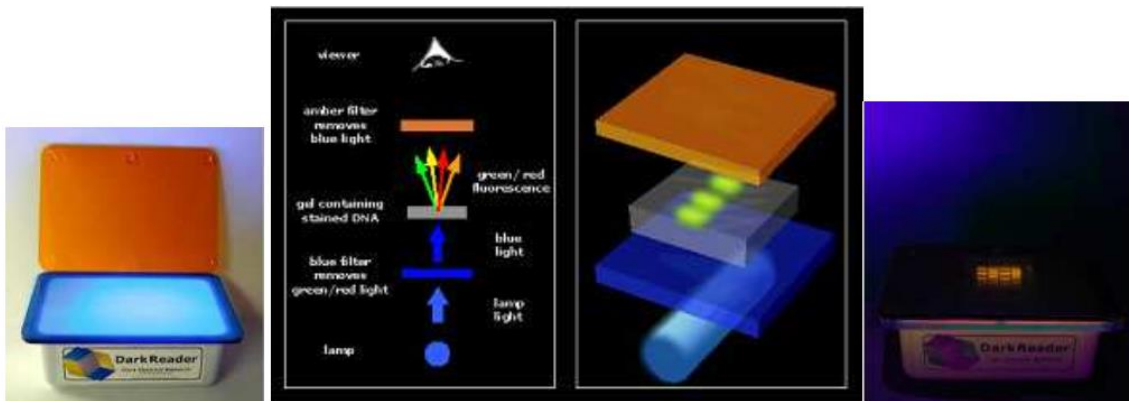 viewer
amber filter
removes
blue light
green/ red
fluorescence
gel containing
stained DNA
blue
light
blue filter
removes
green/red light
lamp
light
lamp
DarkReader
DarkReader